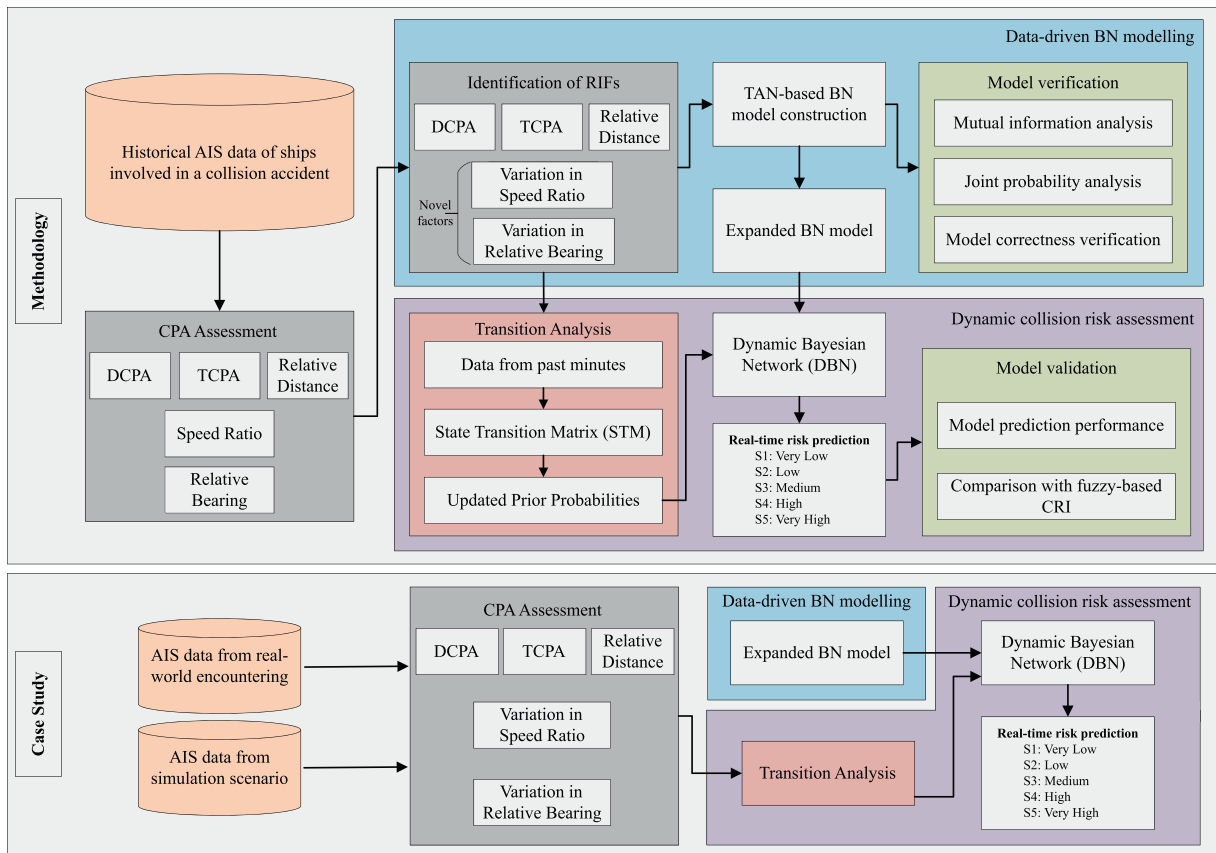 Methodology
Historical AIS data of ships
involved in a collision accident
CPA Assessment
DCPA
TCPA
Relative
Distance
Speed Ratio
Relative
Bearing
Data-driven BN modelling
Identification of RIFs
DCPA
TCPA
Relative
Distance
Novel
factors
Variation in
Speed Ratio
Variation in
Relative Bearing
TAN-based BN
model construction
Expanded BN model
Model verification
Mutual information analysis
Joint probability analysis
Model correctness verification
Dynamic collision risk assessment
Transition Analysis
Data from past minutes
State Transition Matrix (STM)
Updated Prior Probabilities
Dynamic Bayesian
Network (DBN)
Real-time risk prediction
S1: Very Low
S2: Low
S3: Medium
S4: High
S5: Very High
Model validation
Model prediction performance
Comparison with fuzzy-based
CRI
Case Study
AIS data from real-
world encountering
AIS data from
simulation scenario
CPA Assessment
DCPA
TCPA
Relative
Distance
Variation in
Speed Ratio
Variation in
Relative Bearing
Data-driven BN modelling
Expanded BN model
Dynamic collision risk assessment
Transition Analysis
Dynamic Bayesian
Network (DBN)
Real-time risk prediction
S1: Very Low
S2: Low
S3: Medium
S4: High
S5: Very High